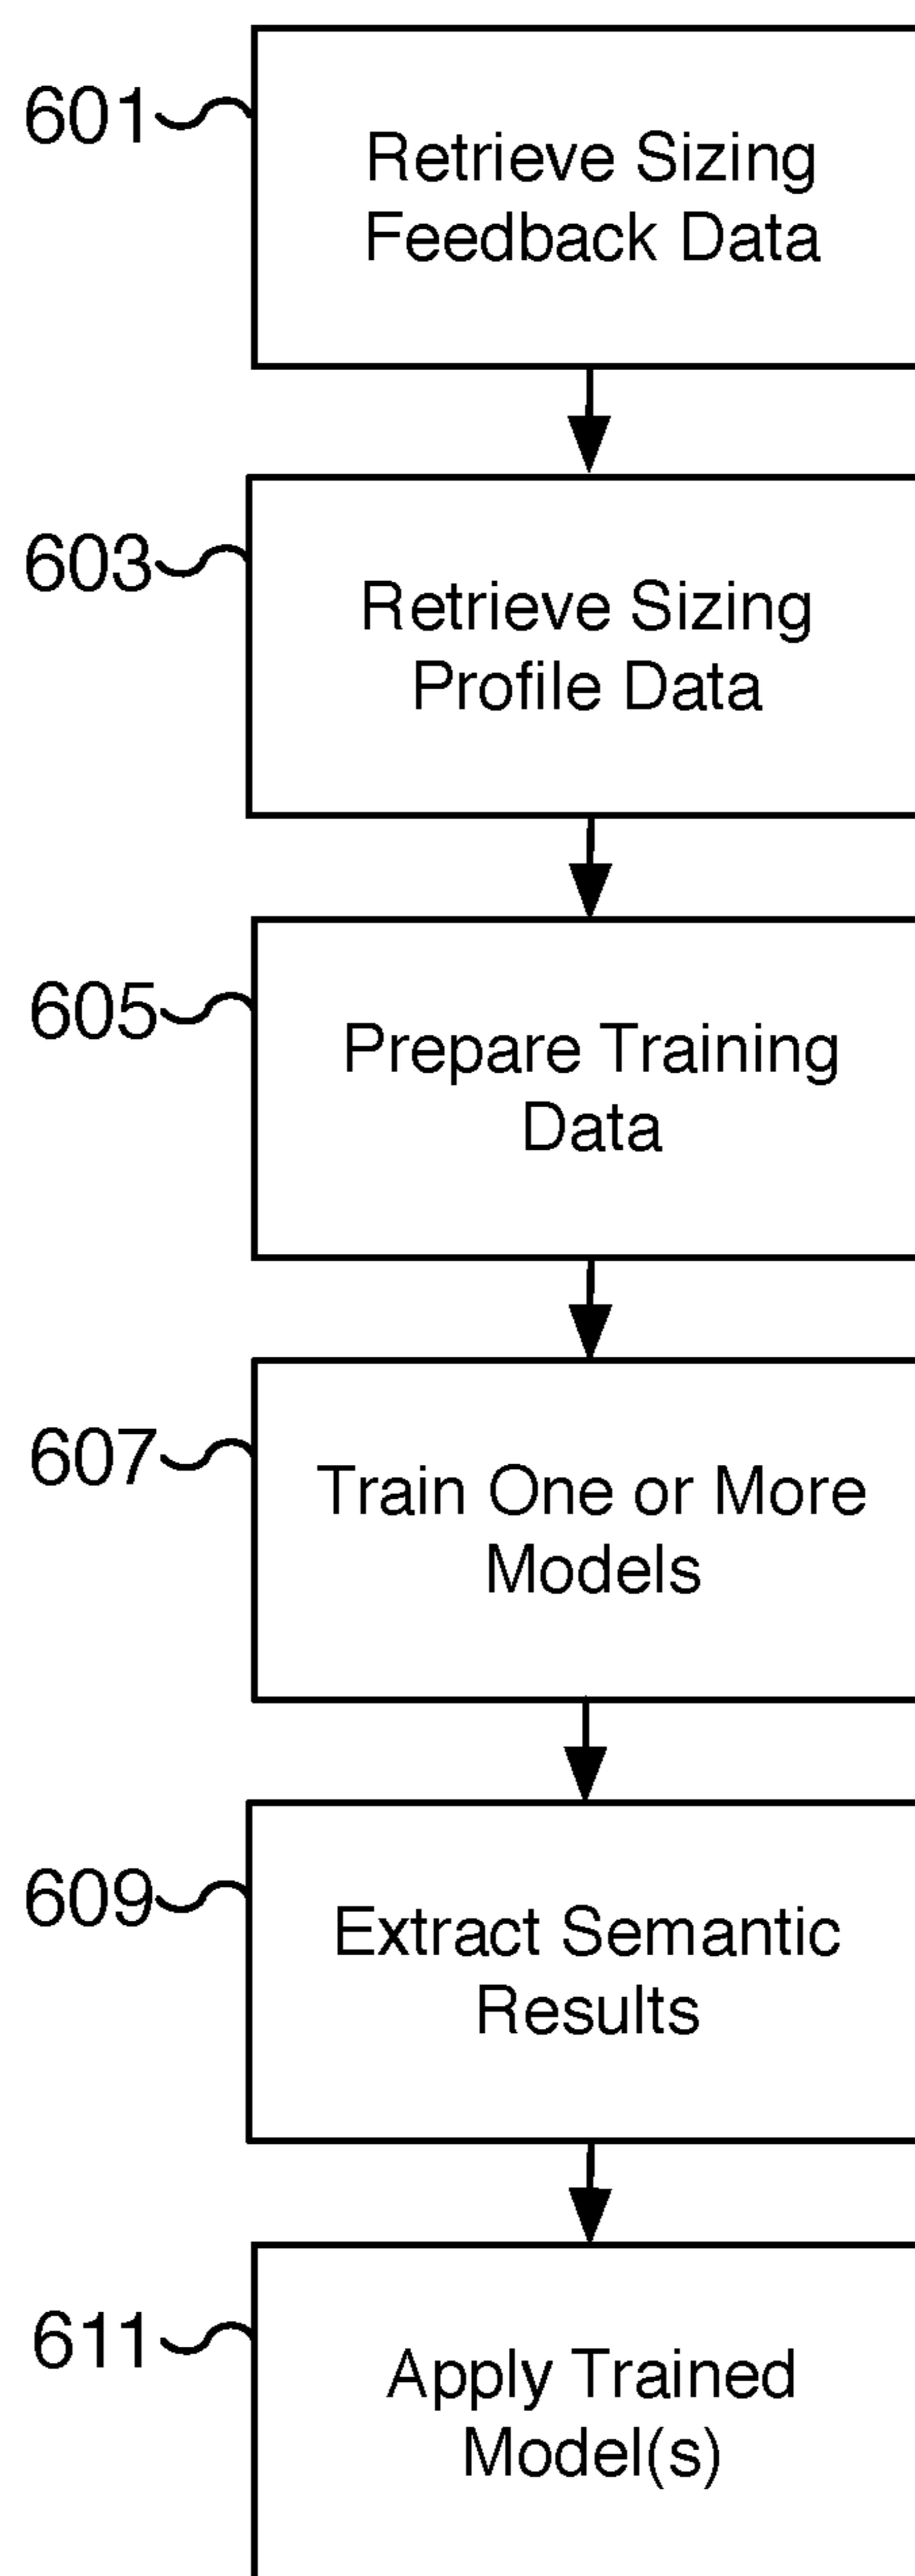 601
Retrieve Sizing
Feedback Data
603
Retrieve Sizing
Profile Data
605
Prepare Training
Data
607
Train One or More
Models
609
Extract Semantic
Results
611
Apply Trained
Model(s)